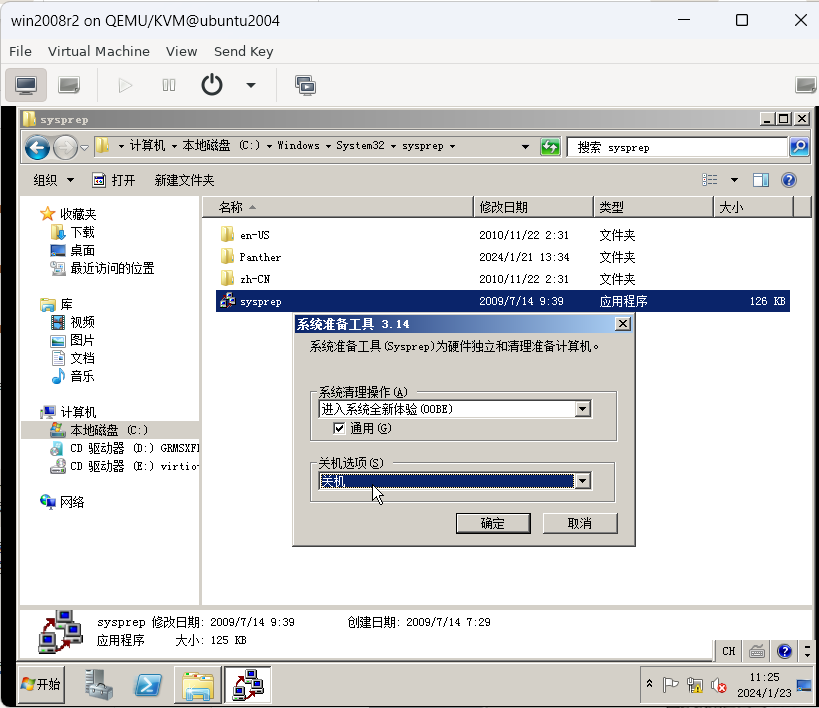 win2008r2 on QEMU/KVM@ubuntu2004
File Virtual Machine View Send Key
sysprep
计算机 本地磁盘 (C:) Windows System32 sysprep
搜索 sysprep
组织 打开 新建文件夹
名称 修改日期 类型 大小
收藏夹
下载
桌面
最近访问的位置
库
视频
图片
文档
音乐
计算机
本地磁盘 (C:)
CD 驱动器 (D:) GRMSXFI
CD 驱动器 (E:) virtio-
网络
en-US 2010/11/22 2:31 文件夹
Panther 2024/1/21 13:34 文件夹
zh-CN 2010/11/22 2:31 文件夹
sysprep 2009/7/14 9:39 应用程序 126 KB
系统准备工具 3.14
系统准备工具(Sysprep)为硬件独立和清理准备计算机。
系统清理操作(A)
进入系统全新体验(OOBE)
通用(G)
关机选项(S)
关机
确定 取消
sysprep 修改日期: 2009/7/14 9:39 创建日期: 2009/7/14 7:29
应用程序 大小: 125 KB
CH
开始
11:25
2024/1/23